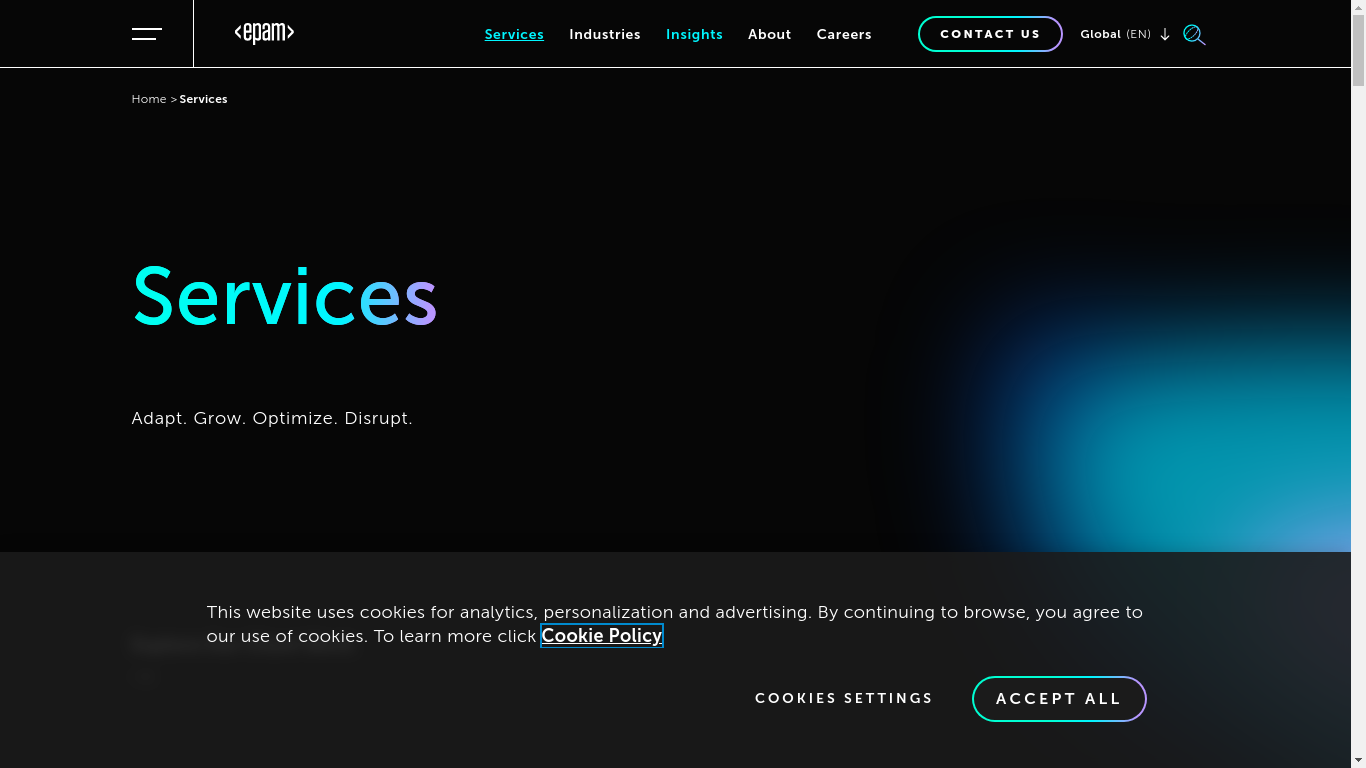 <epam>
Services Industries Insights About Careers
CONTACT US
Global (EN)
Home > Services
Services
Adapt. Grow. Optimize. Disrupt.
This website uses cookies for analytics, personalization and advertising. By continuing to browse, you agree to
our use of cookies. To learn more click Cookie Policy
COOKIES SETTINGS ACCEPT ALL